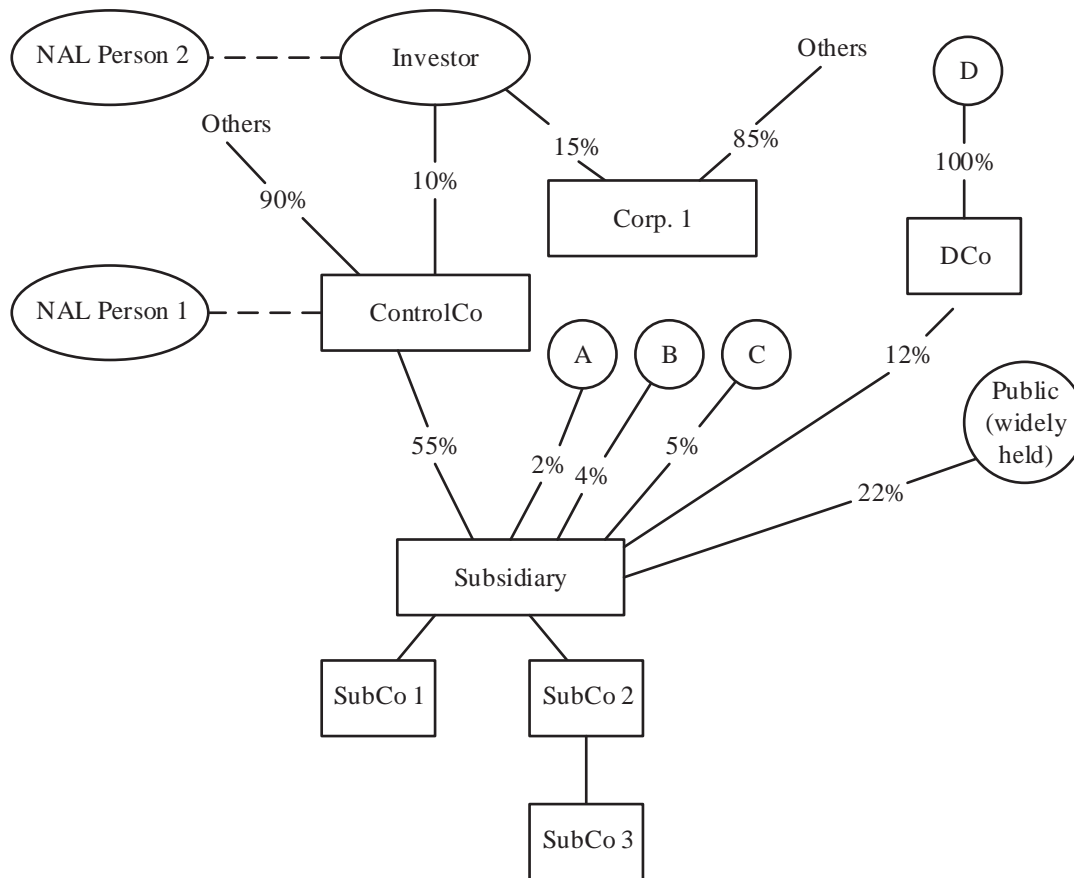 NAL Person 2
Investor
Others
D
Others
15%
85%
100%
90%
10%
Corp. 1
DCo
NAL Person 1
ControlCo
A
B
C
12%
Public
(widely
held)
55%
2%
4%
5%
22%
Subsidiary
SubCo 1
SubCo 2
SubCo 3